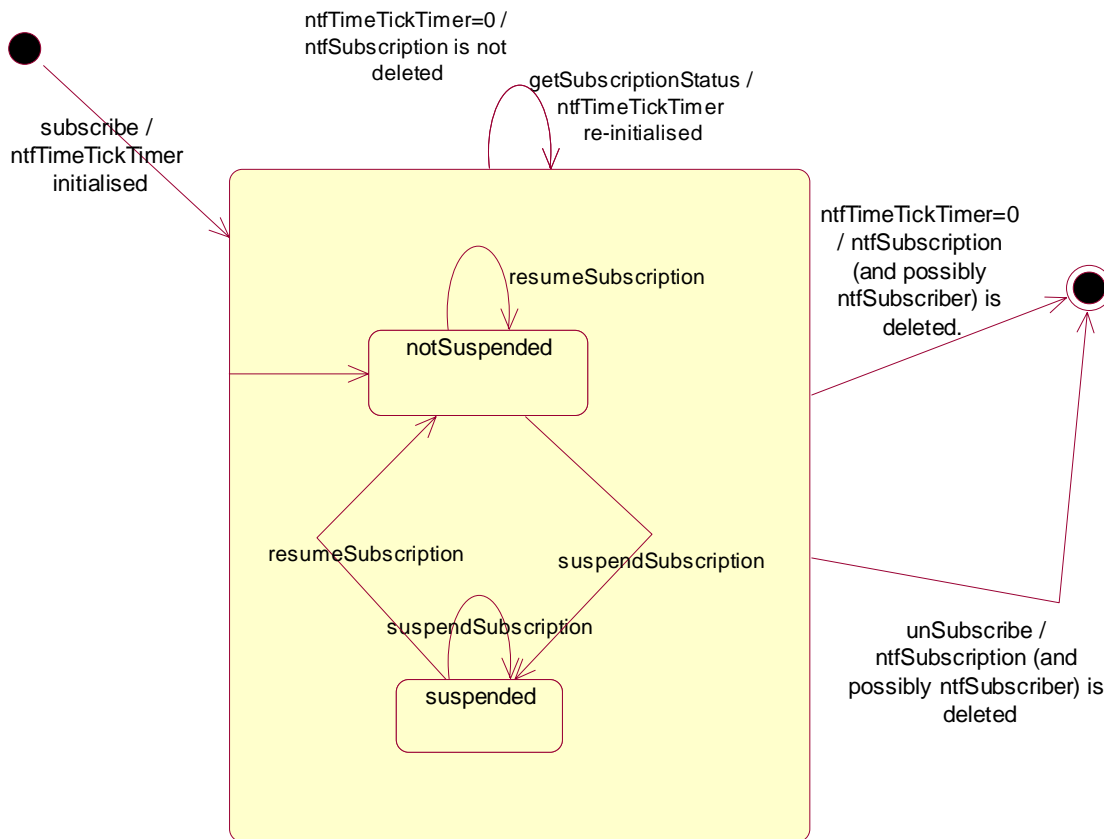 ntfTimeTickTimer=0 /
ntfSubscription is not
deleted
getSubscriptionStatus /
ntfTimeTickTimer
re-initialised
subscribe /
ntfTimeTickTimer
initialised
ntfTimeTickTimer=0
/ ntfSubscription
(and possibly
ntfSubscriber) is
deleted.
resumeSubscription
notSuspended
resumeSubscription
suspendSubscription
suspendSubscription
suspended
unSubscribe /
ntfSubscription (and
possibly ntfSubscriber) is
deleted